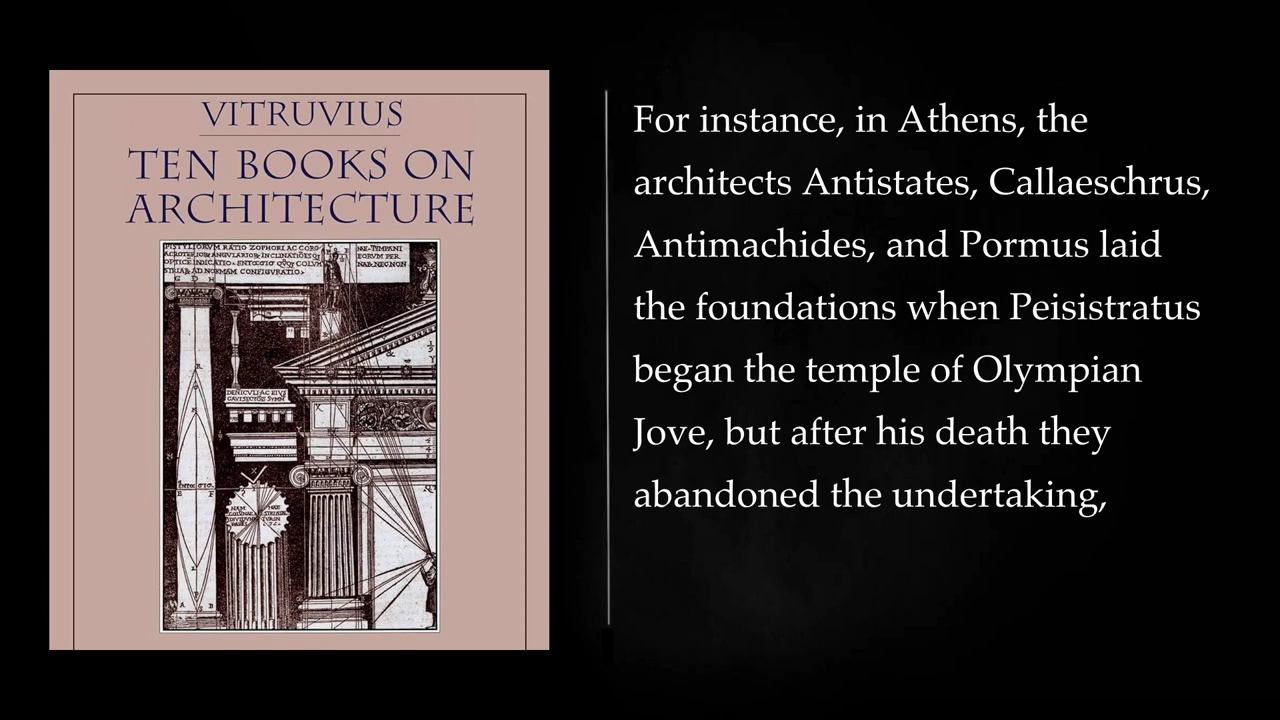 VITRUVIUS
TEN BOOKS ON
ARCHITECTURE
For instance, in Athens, the
architects Antistates, Callaeschrus,
Antimachides, and Pormus laid
the foundations when Peisistratus
began the temple of Olympian
Jove, but after his death they
abandoned the undertaking,